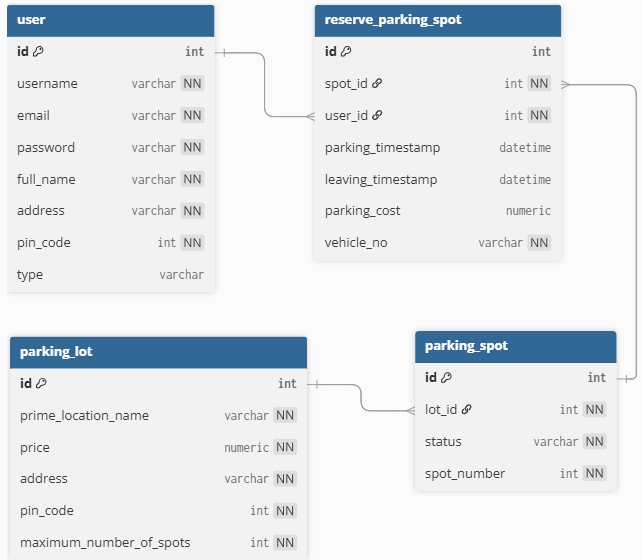 user
id int
username varchar NN
email varchar NN
password varchar NN
full_name varchar NN
address varchar NN
pin_code int NN
type varchar
reserve_parking_spot
id int
spot_id int NN
user_id int NN
parking_timestamp datetime
leaving_timestamp datetime
parking_cost numeric
vehicle_no varchar NN
parking_lot
id int
prime_location_name varchar NN
price numeric NN
address varchar NN
pin_code int NN
maximum_number_of_spots int NN
parking_spot
id int
lot_id int NN
status varchar NN
spot_number int NN